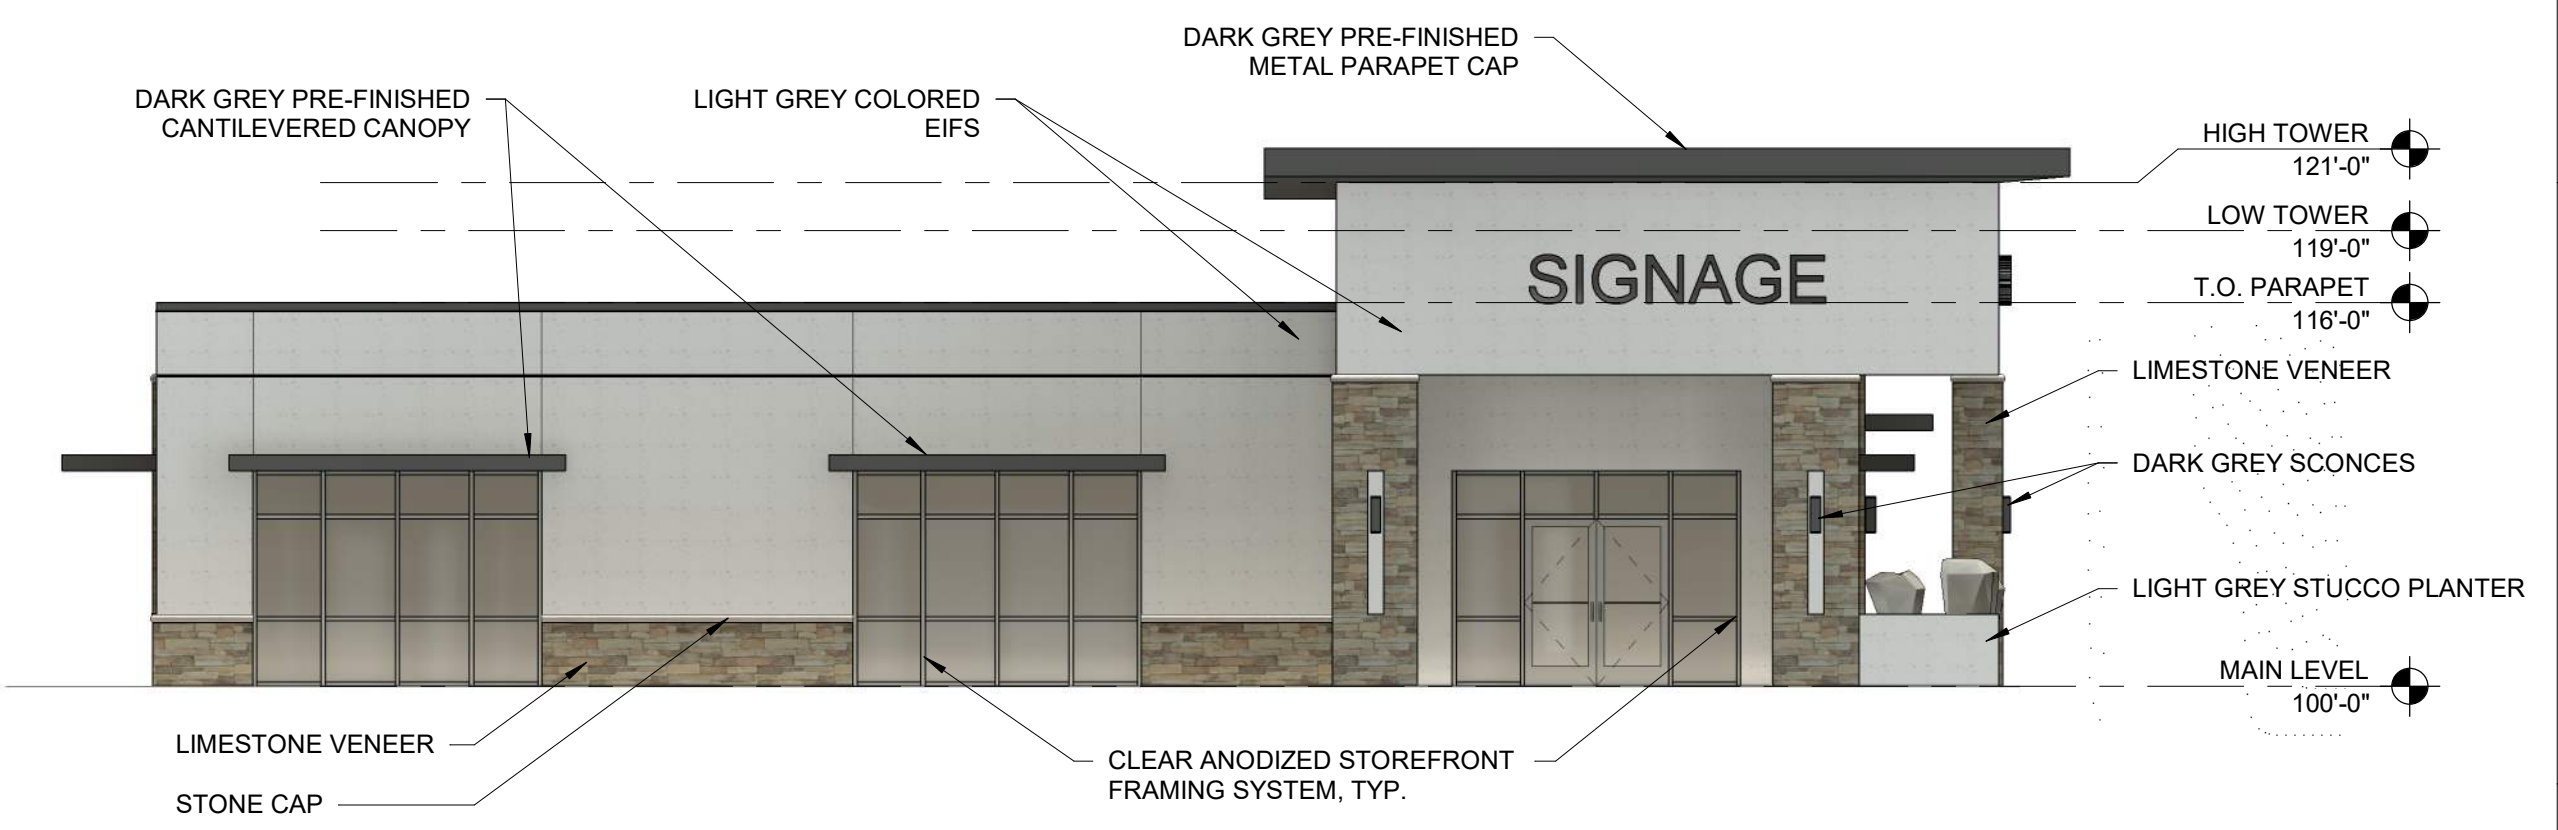 DARK GREY PRE-FINISHED
METAL PARAPET CAP
DARK GREY PRE-FINISHED
CANTILEVERED CANOPY
LIGHT GREY COLORED
EIFS
HIGH TOWER
121'-0"
LOW TOWER
119'-0"
SIGNAGE
T.O. PARAPET
116'-0"
LIMESTONE VENEER
DARK GREY SCONCES
LIGHT GREY STUCCO PLANTER
MAIN LEVEL
100'-0"
LIMESTONE VENEER
STONE CAP
CLEAR ANODIZED STOREFRONT
FRAMING SYSTEM, TYP.